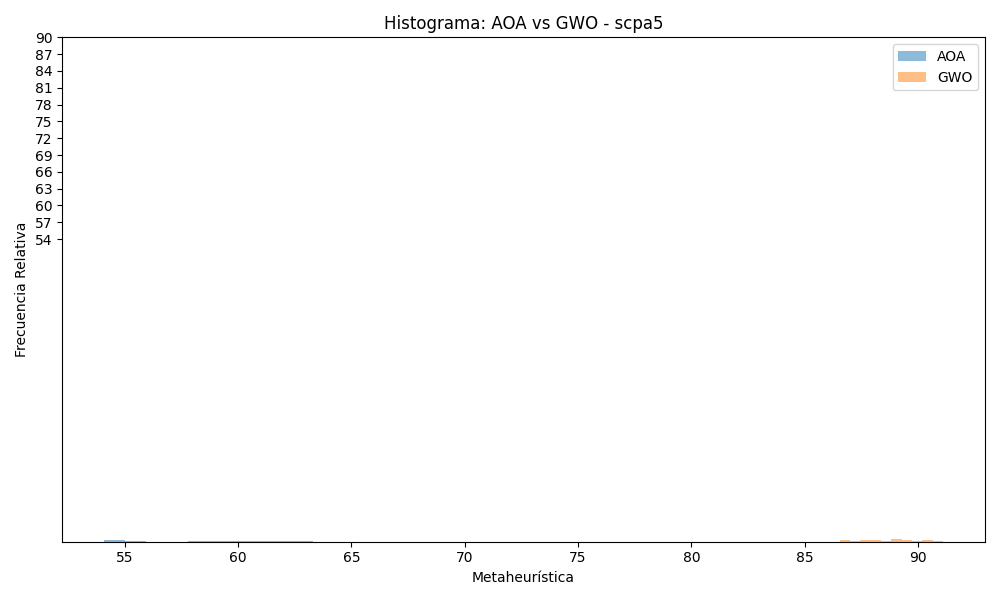 Histograma: AOA vs GWO - scpa5
AOA
GWO
90
87
84
81
78
75
72
69
66
63
60
57
54
Frecuencia Relativa
55 60 65 70 75 80 85 90
Metaheurística